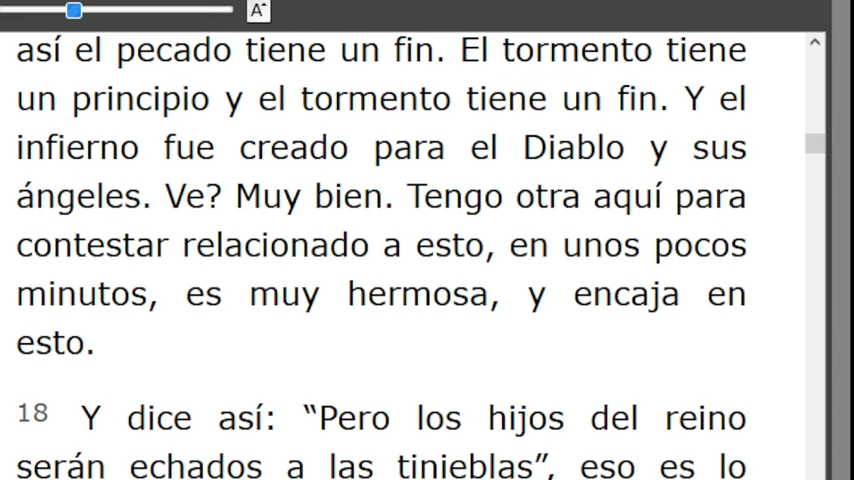 A
así el pecado tiene un fin. El tormento tiene
un principio y el tormento tiene un fin. Y el
infierno fue creado para el Diablo y sus
ángeles. Ve? Muy bien. Tengo otra aquí para
contestar relacionado a esto, en unos pocos
minutos, es muy hermosa, y encaja en
esto.
18 Y dice así: “Pero los hijos del reino
serán echados a las tinieblas”, eso es lo